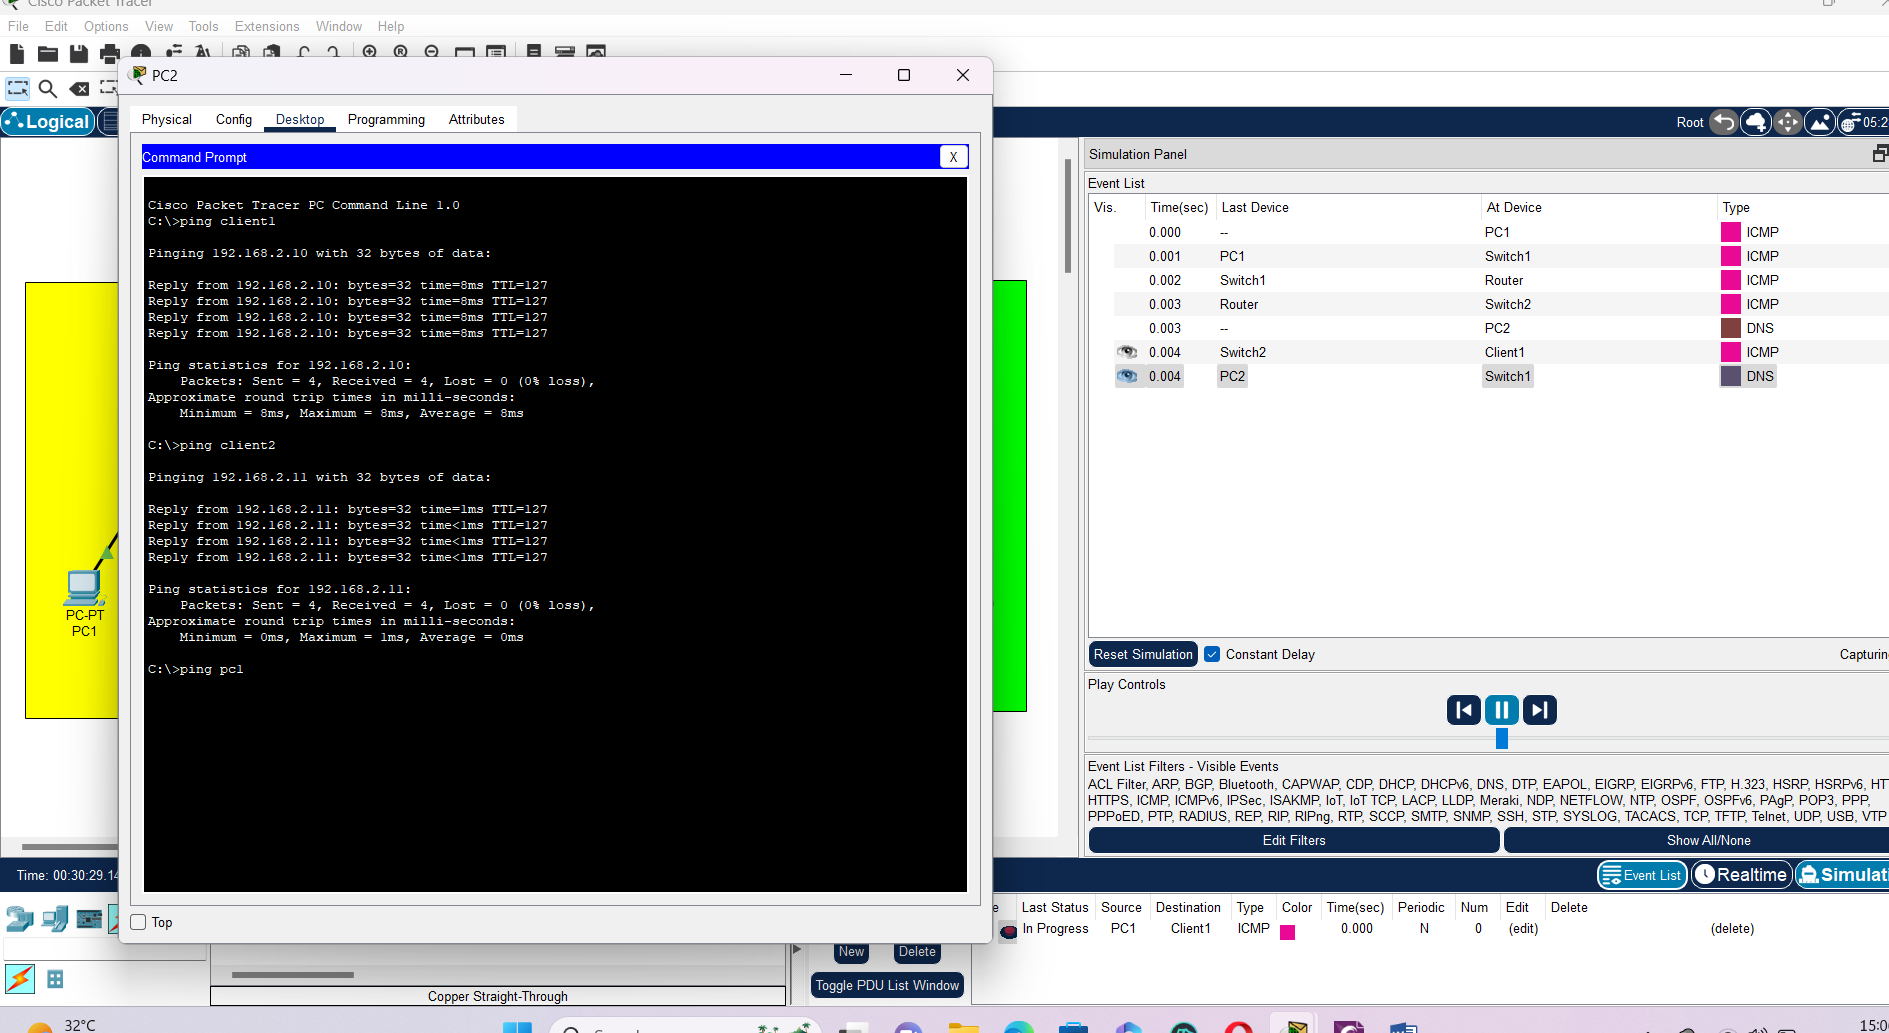 Cisco Packet Tracer
File Edit Options View Tools Extensions Window Help
PC2
Logical
Physical Config Desktop Programming Attributes
Root
05:2
Command Prompt
X
Cisco Packet Tracer PC Command Line 1.0
C:\>ping client1
Pinging 192.168.2.10 with 32 bytes of data:
Reply from 192.168.2.10: bytes=32 time=8ms TTL=127
Reply from 192.168.2.10: bytes=32 time=8ms TTL=127
Reply from 192.168.2.10: bytes=32 time=8ms TTL=127
Reply from 192.168.2.10: bytes=32 time=8ms TTL=127
Ping statistics for 192.168.2.10:
Packets: Sent = 4, Received = 4, Lost = 0 (0% loss),
Approximate round trip times in milli-seconds:
Minimum = 8ms, Maximum = 8ms, Average = 8ms
C:\>ping client2
Pinging 192.168.2.11 with 32 bytes of data:
Reply from 192.168.2.11: bytes=32 time=1ms TTL=127
Reply from 192.168.2.11: bytes=32 time<1ms TTL=127
Reply from 192.168.2.11: bytes=32 time<1ms TTL=127
Reply from 192.168.2.11: bytes=32 time<1ms TTL=127
Ping statistics for 192.168.2.11:
Packets: Sent = 4, Received = 4, Lost = 0 (0% loss),
Approximate round trip times in milli-seconds:
Minimum = 0ms, Maximum = 1ms, Average = 0ms
C:\>ping pc1
Top
PC-PT
PC1
Simulation Panel
Event List
Vis. Time(sec) Last Device At Device Type
0.000 -- PC1 ICMP
0.001 PC1 Switch1 ICMP
0.002 Switch1 Router ICMP
0.003 Router Switch2 ICMP
0.003 -- PC2 DNS
0.004 Switch2 Client1 ICMP
0.004 PC2 Switch1 DNS
Reset Simulation Constant Delay Capturin
Play Controls
Event List Filters - Visible Events
ACL Filter, ARP, BGP, Bluetooth, CAPWAP, CDP, DHCP, DHCPv6, DNS, DTP, EAPOL, EIGRP, EIGRPv6, FTP, H.323, HSRP, HSRPv6, HT
HTTPS, ICMP, ICMPv6, IPSec, ISAKMP, IoT, IoT TCP, LACP, LLDP, Meraki, NDP, NETFLOW, NTP, OSPF, OSPFv6, PAgP, POP3, PPP,
PPPoED, PTP, RADIUS, REP, RIP, RIPng, RTP, SCCP, SMTP, SNMP, SSH, STP, SYSLOG, TACACS, TCP, TFTP, Telnet, UDP, USB, VTP
Edit Filters Show All/None
Time: 00:30:29.14
Event List Realtime Simulati
e Last Status Source Destination Type Color Time(sec) Periodic Num Edit Delete
In Progress PC1 Client1 ICMP 0.000 N 0 (edit) (delete)
New Delete
Toggle PDU List Window
Copper Straight-Through
32°C
15:0